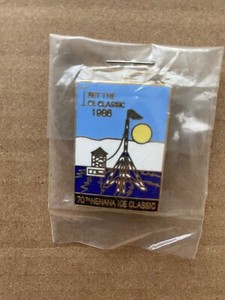 I BET THE
ICE CLASSIC
1986
70TH NENANA ICE CLASSIC